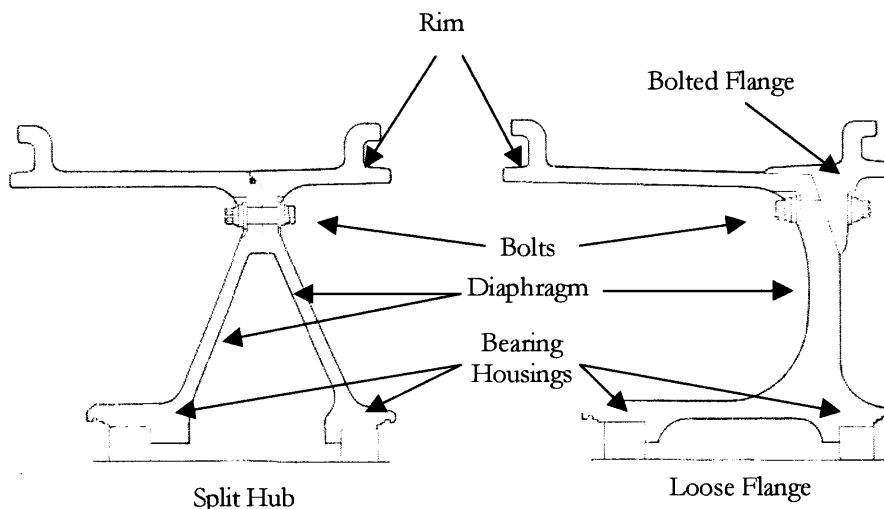 Rim
Bolted Flange
Bolts
Diaphragm
Bearing
Housings
Split Hub
Loose Flange